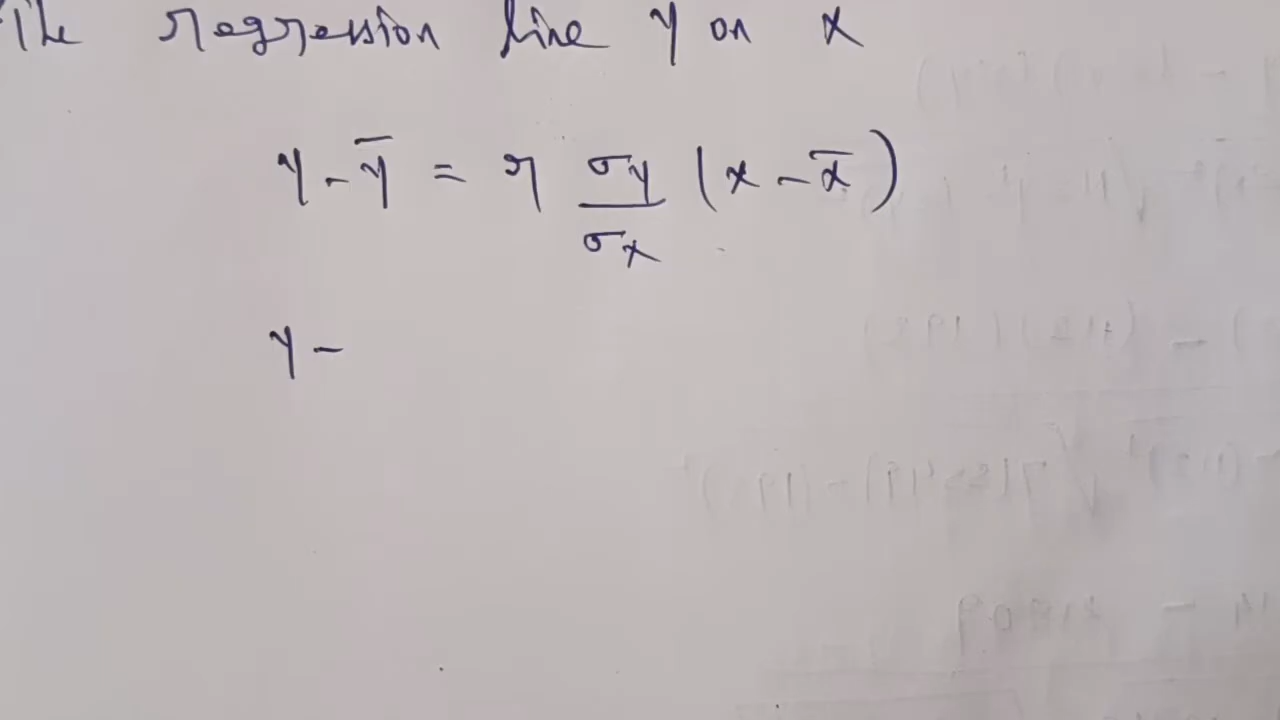 The regression line y on x
y - ȳ = r σy/σx (x - x̄)
y -